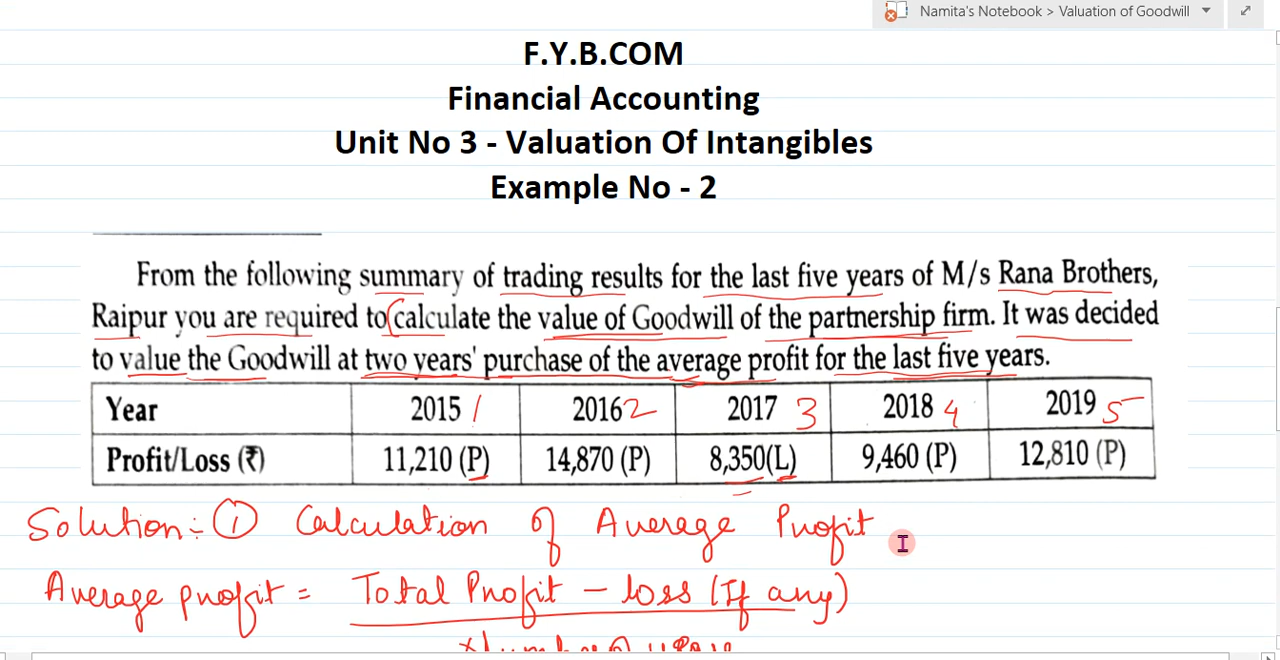 Namita's Notebook > Valuation of Goodwill
F.Y.B.COM
Financial Accounting
Unit No 3 - Valuation Of Intangibles
Example No - 2
From the following summary of trading results for the last five years of M/s Rana Brothers,
Raipur you are required to calculate the value of Goodwill of the partnership firm. It was decided
to value the Goodwill at two years' purchase of the average profit for the last five years.
Year 2015 1 2016 2 2017 3 2018 4 2019 5
Profit/Loss (₹) 11,210 (P) 14,870 (P) 8,350(L) 9,460 (P) 12,810 (P)
Solution:- ① Calculation of Average Profit
Average profit = Total Profit - loss (If any)